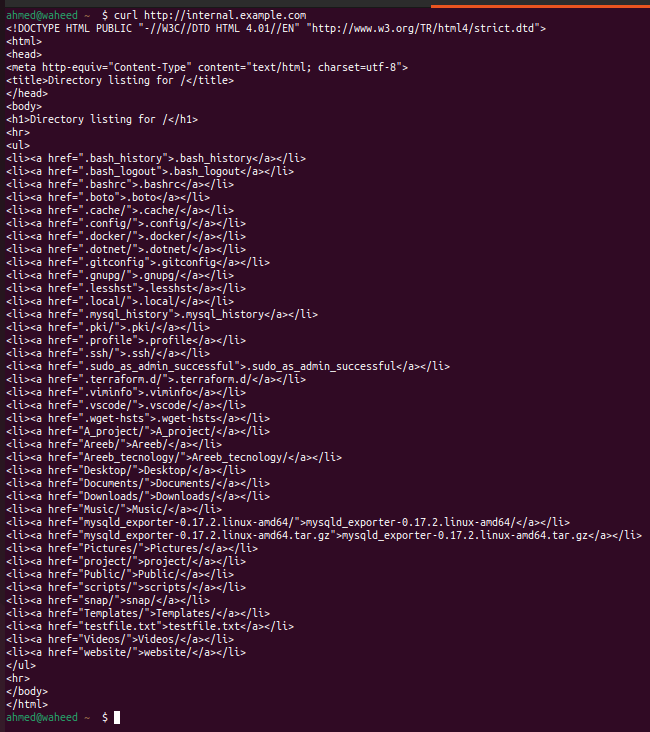 ahmed@waheed ~  $ curl http://internal.example.com
<!DOCTYPE HTML PUBLIC "-//W3C//DTD HTML 4.01//EN" "http://www.w3.org/TR/html4/strict.dtd">
<html>
<head>
<meta http-equiv="Content-Type" content="text/html; charset=utf-8">
<title>Directory listing for /</title>
</head>
<body>
<h1>Directory listing for /</h1>
<hr>
<ul>
<li><a href=".bash_history">.bash_history</a></li>
<li><a href=".bash_logout">.bash_logout</a></li>
<li><a href=".bashrc">.bashrc</a></li>
<li><a href=".boto">.boto</a></li>
<li><a href=".cache/">.cache/</a></li>
<li><a href=".config/">.config/</a></li>
<li><a href=".docker/">.docker/</a></li>
<li><a href=".dotnet/">.dotnet/</a></li>
<li><a href=".gitconfig">.gitconfig</a></li>
<li><a href=".gnupg/">.gnupg/</a></li>
<li><a href=".lesshst">.lesshst</a></li>
<li><a href=".local/">.local/</a></li>
<li><a href=".mysql_history">.mysql_history</a></li>
<li><a href=".pki/">.pki/</a></li>
<li><a href=".profile">.profile</a></li>
<li><a href=".ssh/">.ssh/</a></li>
<li><a href=".sudo_as_admin_successful">.sudo_as_admin_successful</a></li>
<li><a href=".terraform.d/">.terraform.d/</a></li>
<li><a href=".viminfo">.viminfo</a></li>
<li><a href=".vscode/">.vscode/</a></li>
<li><a href=".wget-hsts">.wget-hsts</a></li>
<li><a href="A_project/">A_project/</a></li>
<li><a href="Areeb/">Areeb/</a></li>
<li><a href="Areeb_tecnology/">Areeb_tecnology/</a></li>
<li><a href="Desktop/">Desktop/</a></li>
<li><a href="Documents/">Documents/</a></li>
<li><a href="Downloads/">Downloads/</a></li>
<li><a href="Music/">Music/</a></li>
<li><a href="mysqld_exporter-0.17.2.linux-amd64/">mysqld_exporter-0.17.2.linux-amd64/</a></li>
<li><a href="mysqld_exporter-0.17.2.linux-amd64.tar.gz">mysqld_exporter-0.17.2.linux-amd64.tar.gz</a></li>
<li><a href="Pictures/">Pictures/</a></li>
<li><a href="project/">project/</a></li>
<li><a href="Public/">Public/</a></li>
<li><a href="scripts/">scripts/</a></li>
<li><a href="snap/">snap/</a></li>
<li><a href="Templates/">Templates/</a></li>
<li><a href="testfile.txt">testfile.txt</a></li>
<li><a href="Videos/">Videos/</a></li>
<li><a href="website/">website/</a></li>
</ul>
<hr>
</body>
</html>
ahmed@waheed ~  $